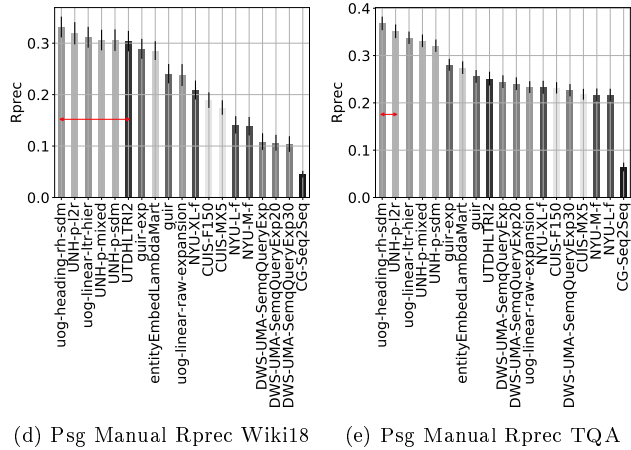 Rprec
0.3
0.2
0.1
0.0
uog-heading-rh-sdm
UNH-p-l2r
uog-linear-ltr-hier
UNH-p-mixed
UNH-p-sdm
UTDHLTRI2
guir-exp
entityEmbedLambdaMart
guir
uog-linear-raw-expansion
NYU-XL-f
CUIS-F150
CUIS-MX5
NYU-L-f
NYU-M-f
DWS-UMA-SemqQueryExp
DWS-UMA-SemqQueryExp20
DWS-UMA-SemqQueryExp30
CG-Seq2Seq
(d) Psg Manual Rprec Wiki18
Rprec
0.4
0.3
0.2
0.1
0.0
uog-heading-rh-sdm
UNH-p-l2r
uog-linear-ltr-hier
UNH-p-mixed
UNH-p-sdm
guir-exp
entityEmbedLambdaMart
guir
UTDHLTRI2
DWS-UMA-SemqQueryExp
DWS-UMA-SemqQueryExp20
uog-linear-raw-expansion
NYU-XL-f
CUIS-F150
DWS-UMA-SemqQueryExp30
CUIS-MX5
NYU-M-f
NYU-L-f
CG-Seq2Seq
(e) Psg Manual Rprec TQA